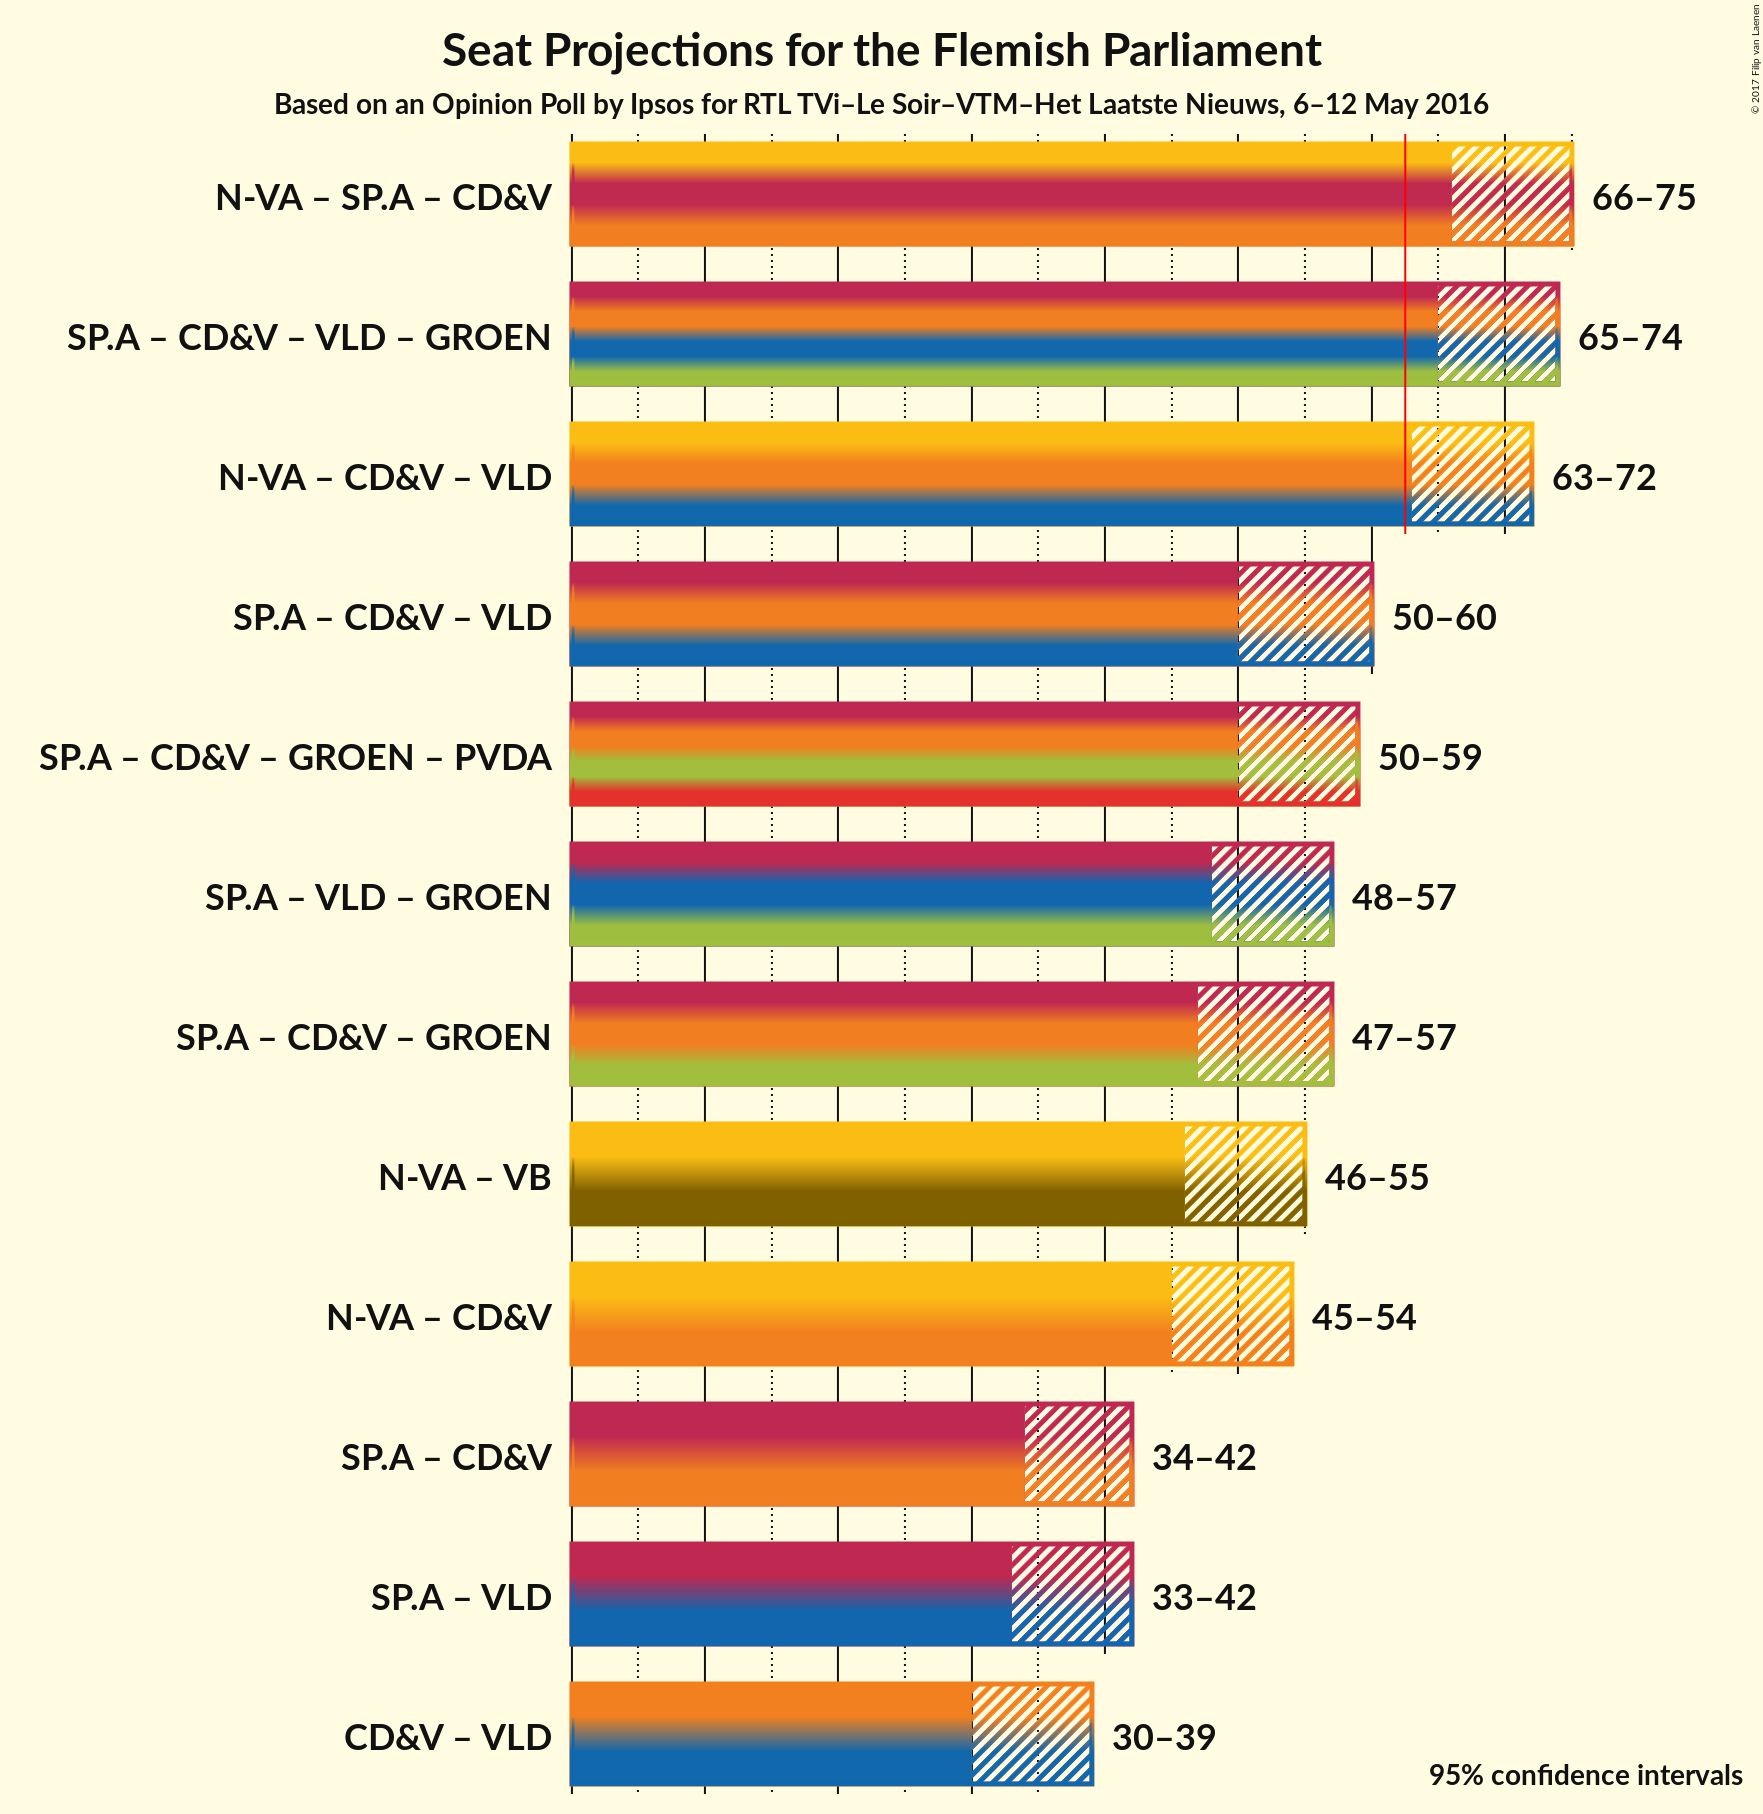 Seat Projections for the Flemish Parliament
Based on an Opinion Poll by Ipsos for RTL TVi–Le Soir–VTM–Het Laatste Nieuws, 6–12 May 2016
© 2017 Filip van Laenen
N-VA – SP.A – CD&V 66–75
SP.A – CD&V – VLD – GROEN 65–74
N-VA – CD&V – VLD 63–72
SP.A – CD&V – VLD 50–60
SP.A – CD&V – GROEN – PVDA 50–59
SP.A – VLD – GROEN 48–57
SP.A – CD&V – GROEN 47–57
N-VA – VB 46–55
N-VA – CD&V 45–54
SP.A – CD&V 34–42
SP.A – VLD 33–42
CD&V – VLD 30–39
95% confidence intervals